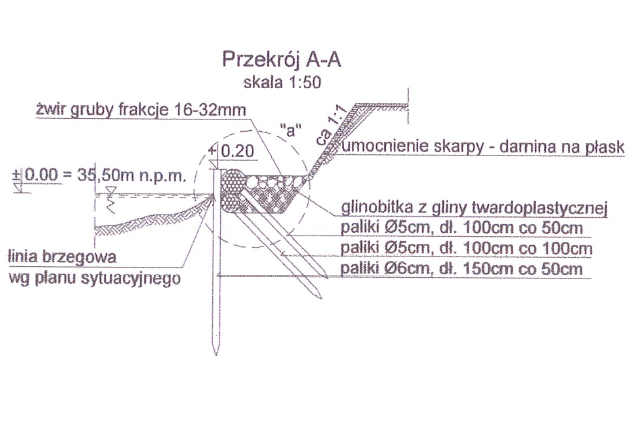 Przekrój A-A
skala 1:50
żwir gruby frakcje 16-32mm
"a"
ca 1:1
+ 0.20
umocnienie skarpy - darnina na płask
± 0.00 = 35,50m n.p.m.
glinobitka z gliny twardoplastycznej
paliki Ø5cm, dł. 100cm co 50cm
linia brzegowa
paliki Ø5cm, dł. 100cm co 100cm
wg planu sytuacyjnego
paliki Ø6cm, dł. 150cm co 50cm